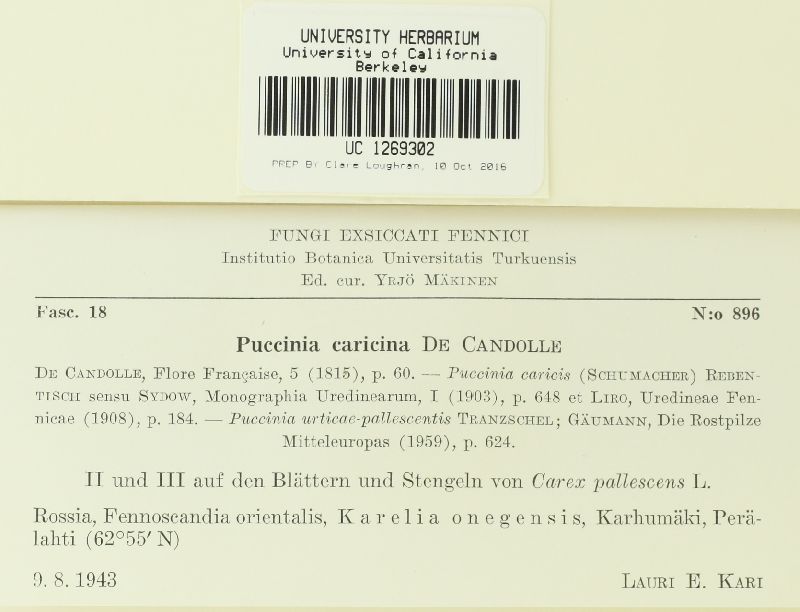 UNIVERSITY HERBARIUM
University of California
Berkeley
UC 1269302
PREP By Clare Loughran, 10 Oct 2016
FUNGI EXSICCATI FENNICI
Institutio Botanica Universitatis Turkuensis
Ed. cur. YRJÖ MÄKINEN
Fasc. 18 N:o 896
Puccinia caricina DE CANDOLLE
DE CANDOLLE, Flore Française, 5 (1815), p. 60. — Puccinia caricis (SCHUMACHER) REBEN-
TISCH sensu SYDOW, Monographia Uredinearum, I (1903), p. 648 et LIRO, Uredineae Fen-
nicae (1908), p. 184. — Puccinia urticae-pallescentis TRANZSCHEL; GÄUMANN, Die Rostpilze
Mitteleuropas (1959), p. 624.
II und III auf den Blättern und Stengeln von Carex pallescens L.
Rossia, Fennoscandia orientalis, Karelia onegensis, Karhumäki, Perä-
lahti (62°55′ N)
9. 8. 1943 LAURI E. KARI